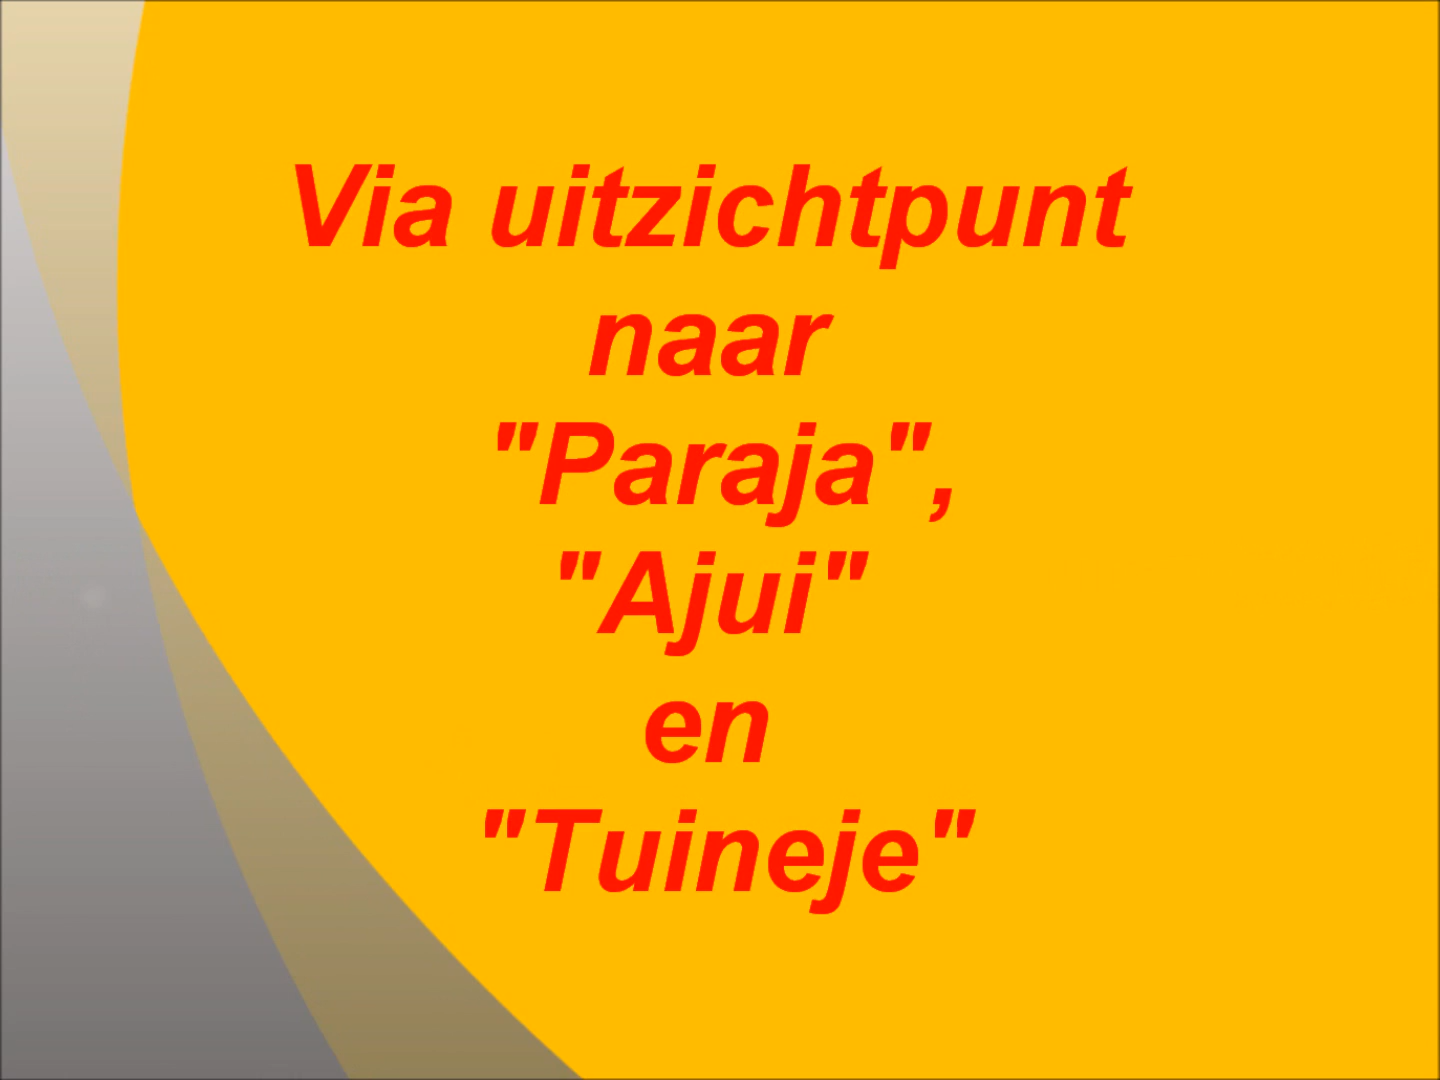 Via uitzichtpunt
naar
"Paraja",
"Ajui"
en
"Tuineje"